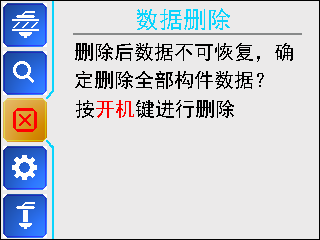 数据删除
删除后数据不可恢复，确
定删除全部构件数据？
按开机键进行删除